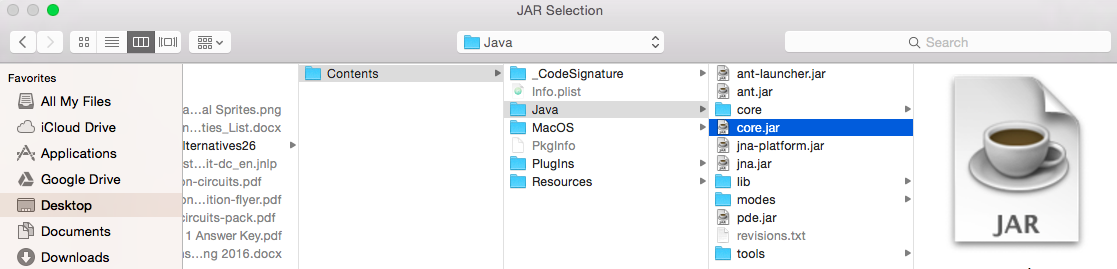 JAR Selection
Java
Search
Favorites
All My Files
iCloud Drive
Applications
Google Drive
Desktop
Documents
Downloads
a...al Sprites.png
m...ties_List.docx
lternatives26
st...it-dc_en.jnlp
on-circuits.pdf
on...ition-flyer.pdf
circuits-pack.pdf
1 Answer Key.pdf
ns...ng 2016.docx
Contents
_CodeSignature
Info.plist
Java
MacOS
PkgInfo
PlugIns
Resources
ant-launcher.jar
ant.jar
core
core.jar
jna-platform.jar
jna.jar
lib
modes
pde.jar
revisions.txt
tools
JAR